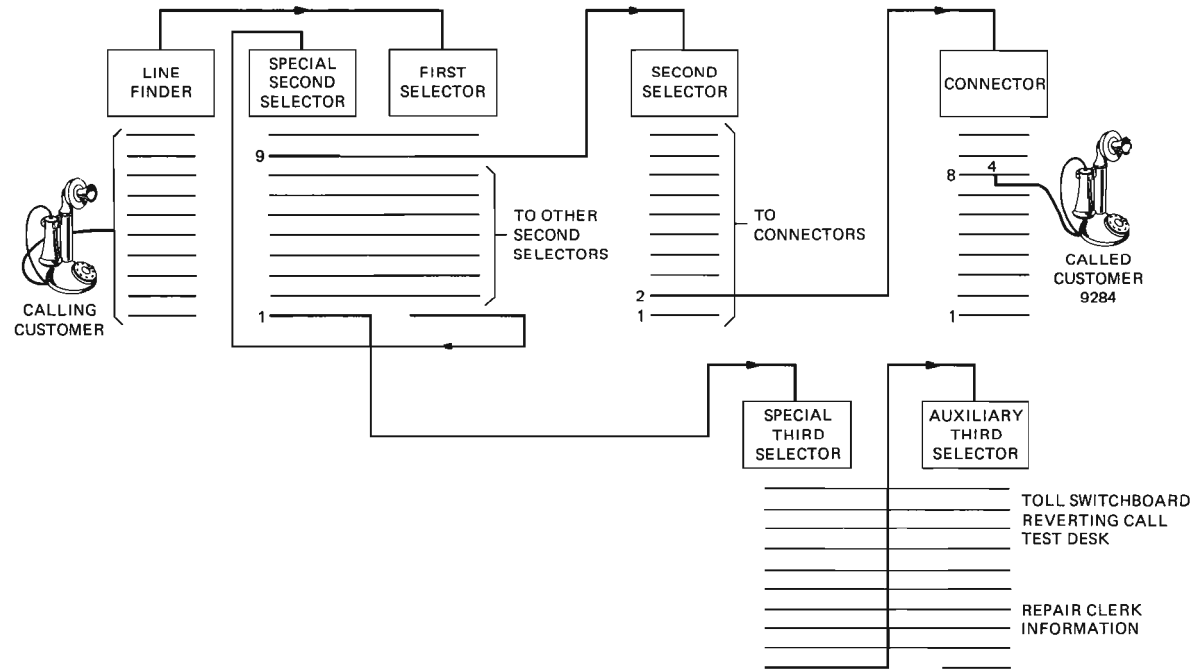 LINE
FINDER
SPECIAL
SECOND
SELECTOR
FIRST
SELECTOR
SECOND
SELECTOR
CONNECTOR
9
8
4
TO OTHER
SECOND
SELECTORS
TO
CONNECTORS
CALLING
CUSTOMER
CALLED
CUSTOMER
9284
1
2
1
1
SPECIAL
THIRD
SELECTOR
AUXILIARY
THIRD
SELECTOR
TOLL SWITCHBOARD
REVERTING CALL
TEST DESK
REPAIR CLERK
INFORMATION